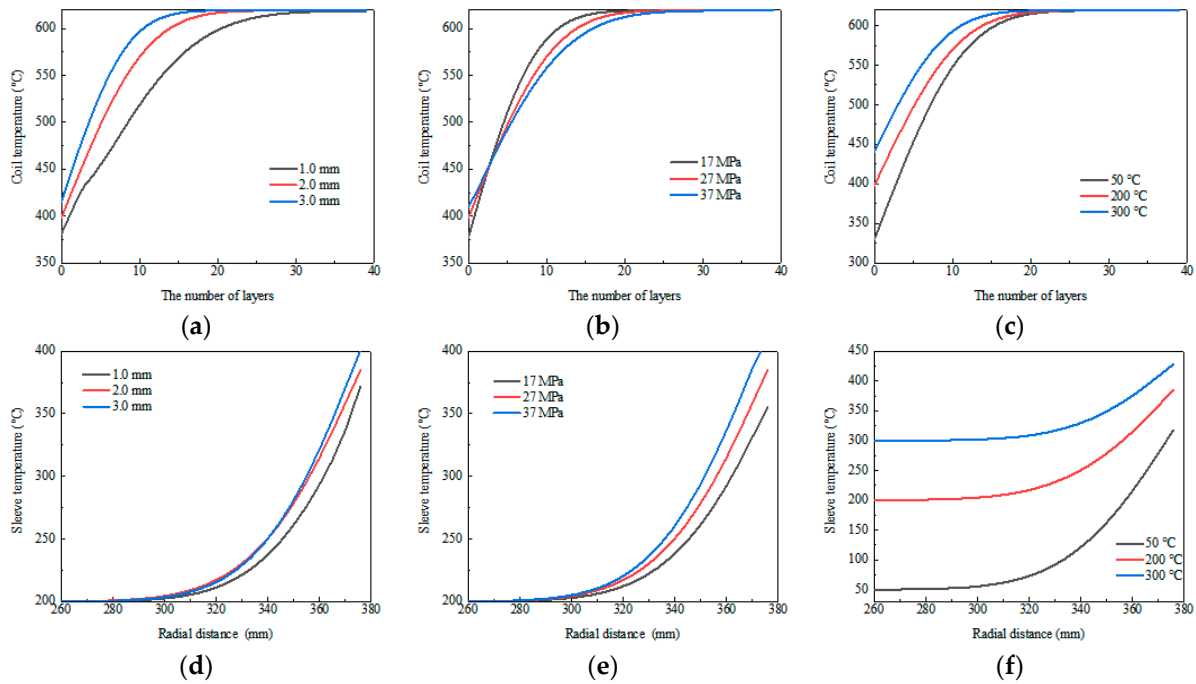 600
550
500
450
400
350
Coil temperature (°C)
1.0 mm
2.0 mm
3.0 mm
0 10 20 30 40
The number of layers
(a)
600
550
500
450
400
350
Coil temperature (°C)
17 MPa
27 MPa
37 MPa
0 10 20 30 40
The number of layers
(b)
600
550
500
450
400
350
300
Coil temperature (°C)
50 °C
200 °C
300 °C
0 10 20 30 40
The number of layers
(c)
400
350
300
250
200
Sleeve temperature (°C)
1.0 mm
2.0 mm
3.0 mm
260 280 300 320 340 360 380
Radial distance (mm)
(d)
400
350
300
250
200
Sleeve temperature (°C)
17 MPa
27 MPa
37 MPa
260 280 300 320 340 360 380
Radial distance (mm)
(e)
450
400
350
300
250
200
150
100
50
Sleeve temperature (°C)
50 °C
200 °C
300 °C
260 280 300 320 340 360 380
Radial distance (mm)
(f)